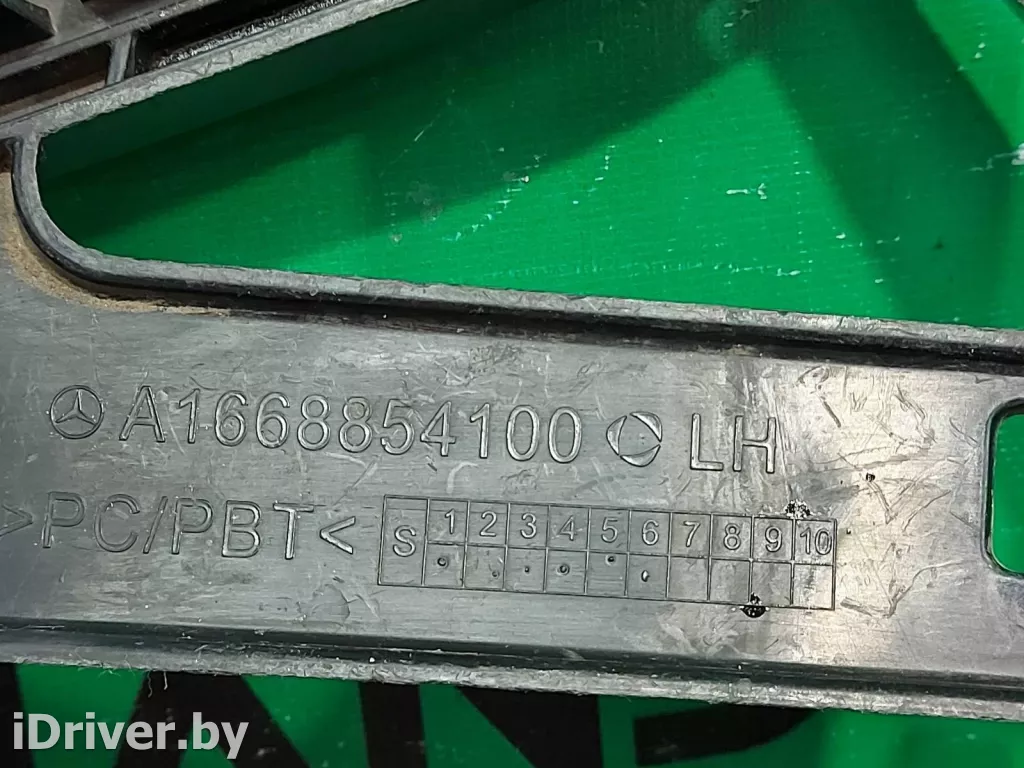 A1668854100 LH
>PC/PBT<
S 1 2 3 4 5 6 7 8 9 10
iDriver.by